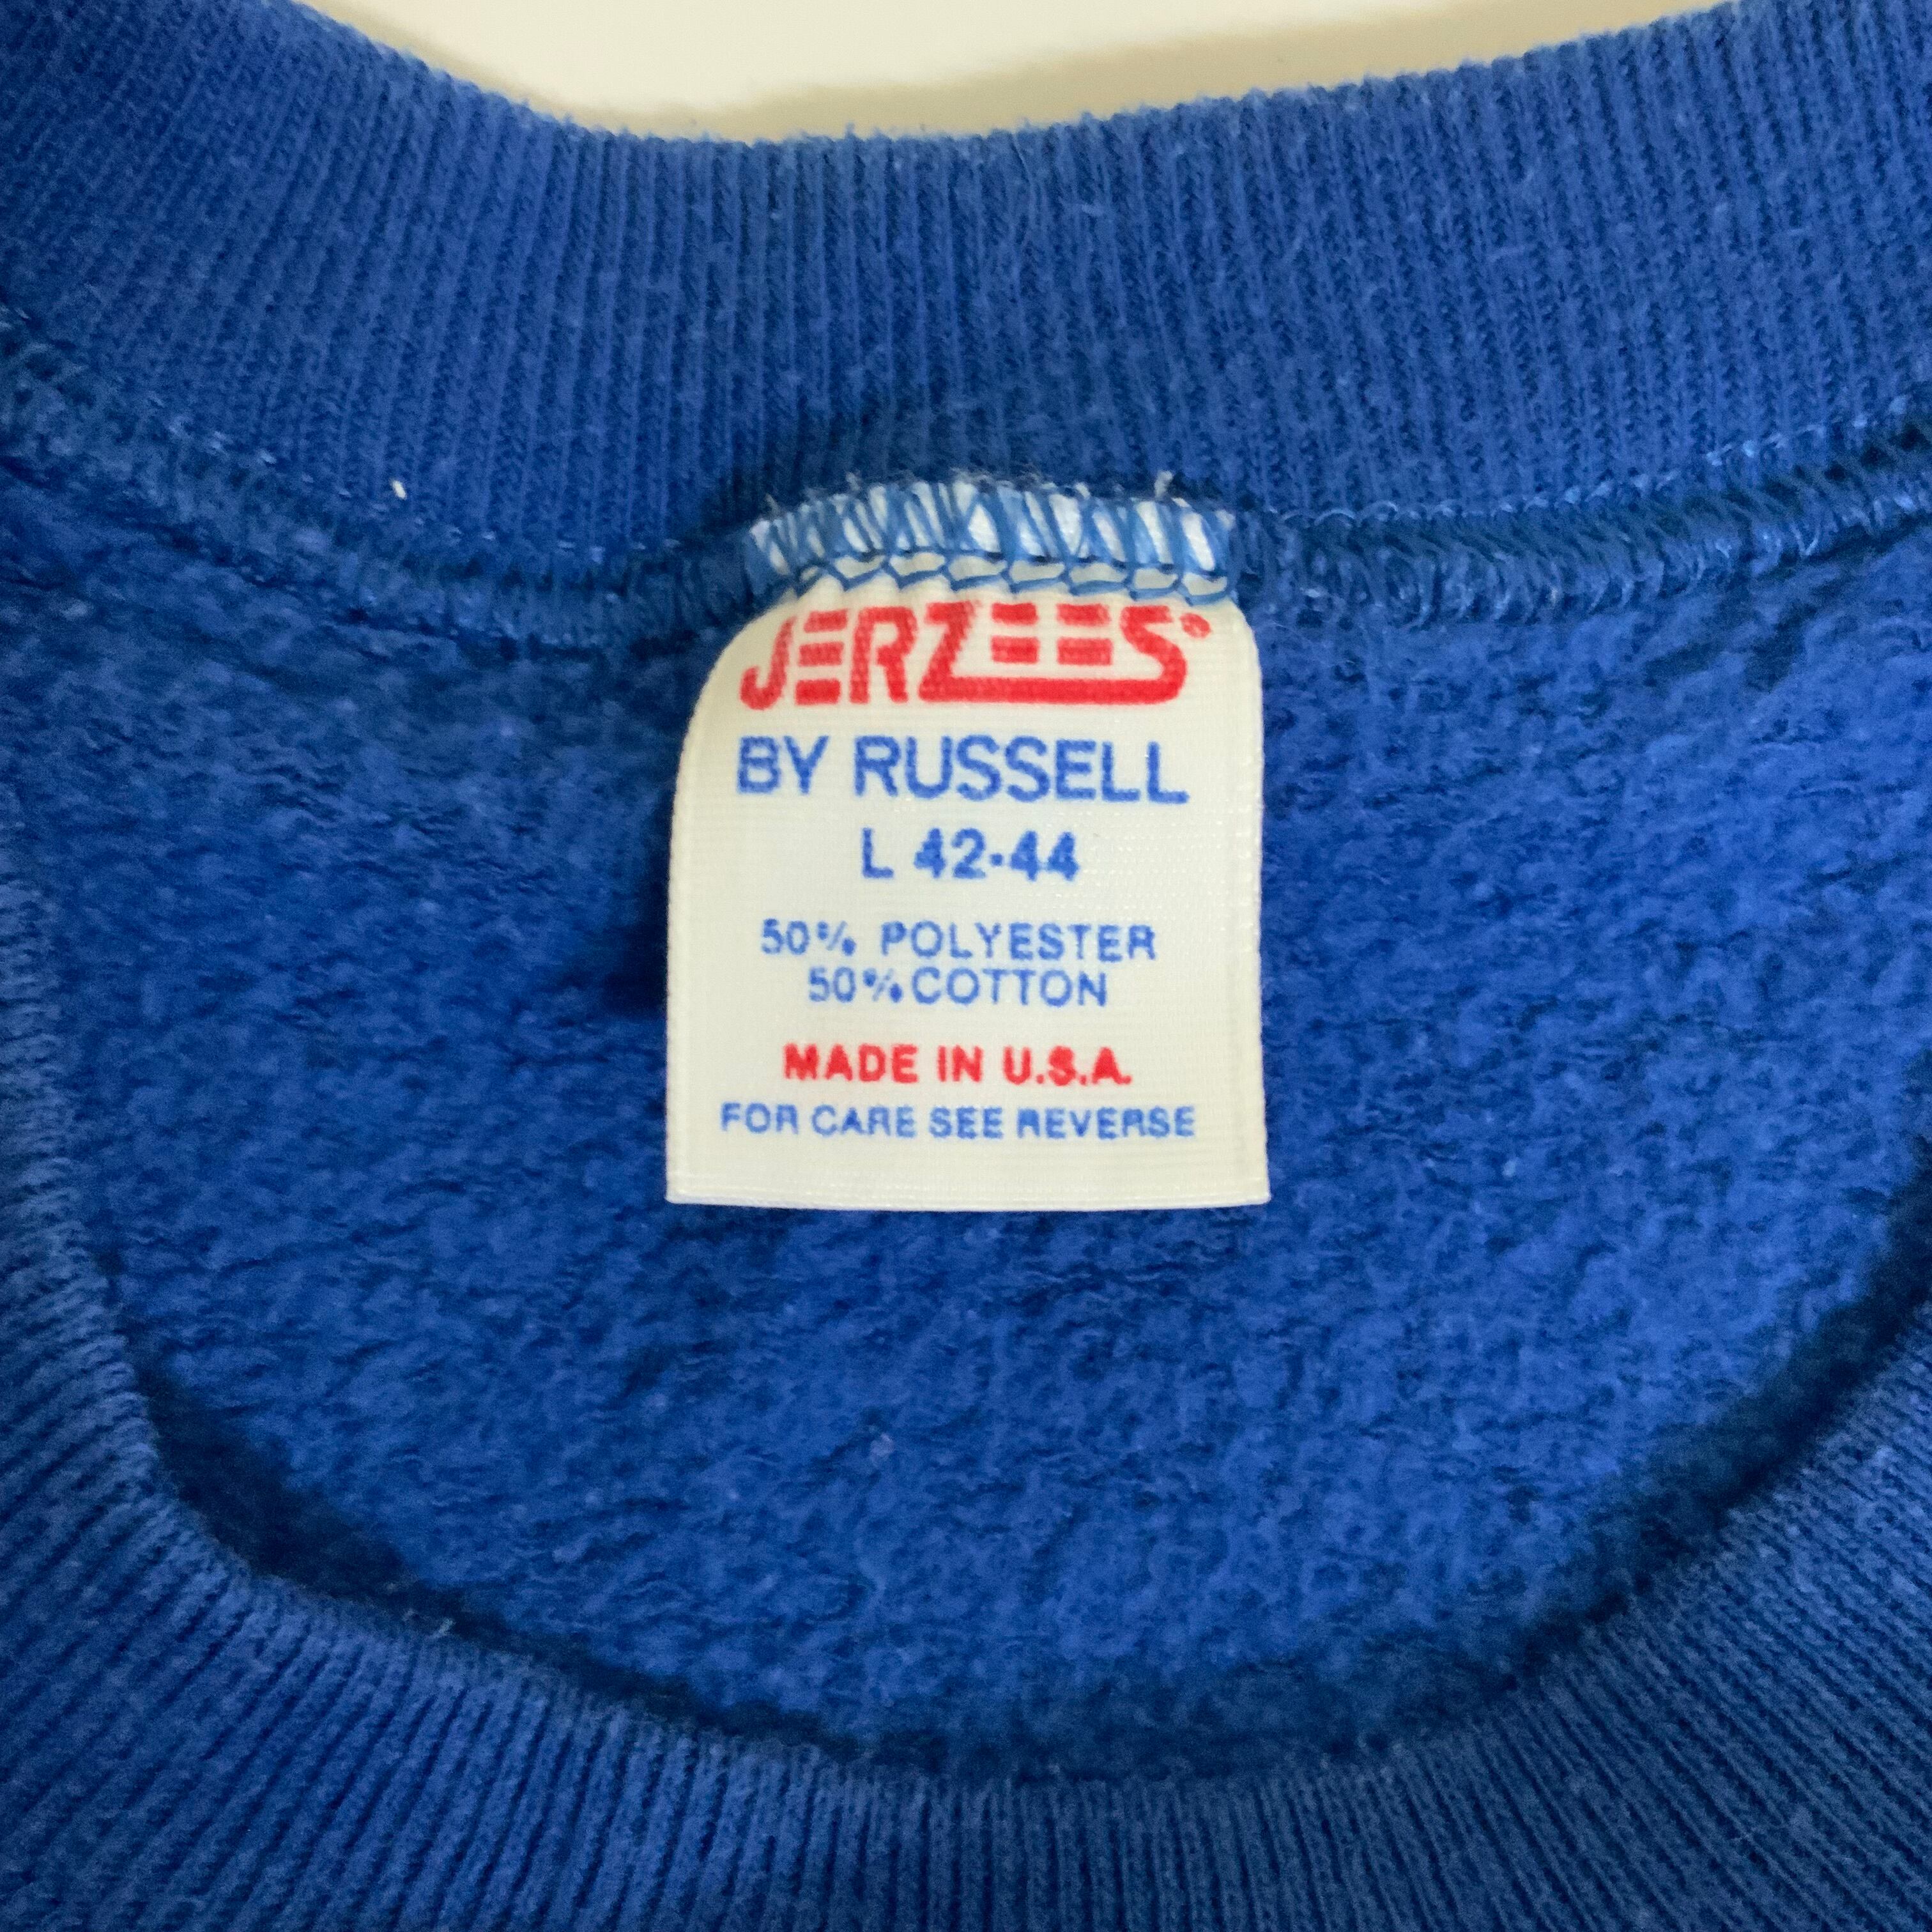 JERZEES®
BY RUSSELL
L 42-44
50% POLYESTER
50% COTTON
MADE IN U.S.A.
FOR CARE SEE REVERSE